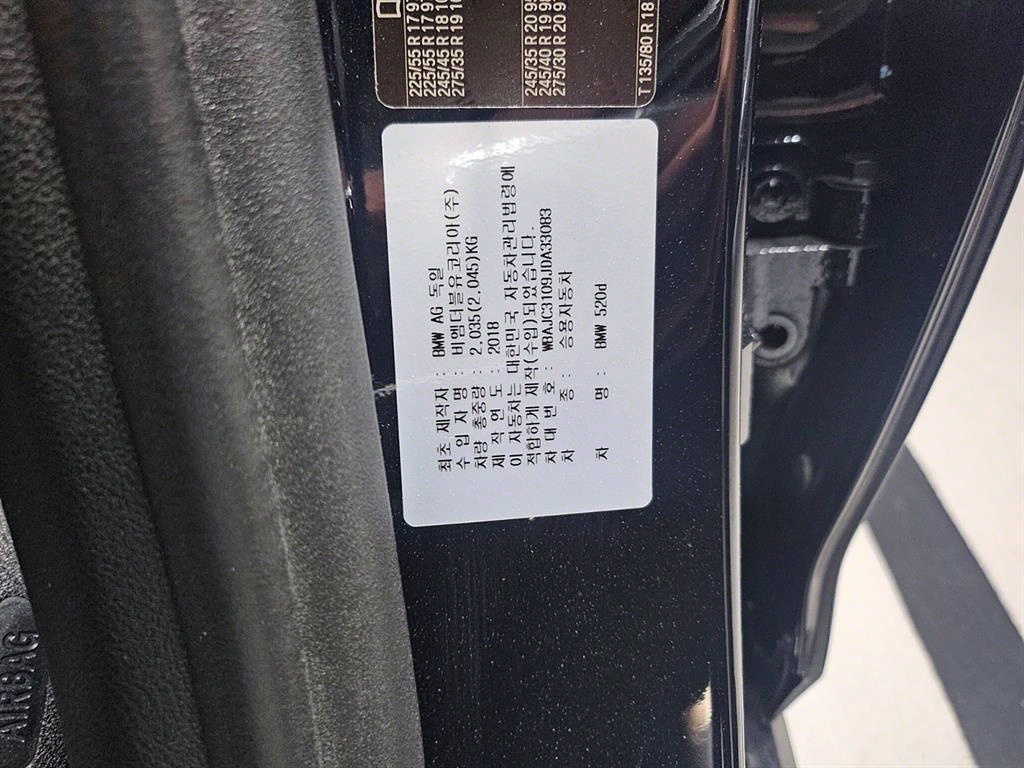 최초 제작자 : BMW AG 독일
수 입 자 명 : 비엠더블유코리아(주)
차량 총중량 : 2,035(2,045)KG
제 작 연 도 : 2018
이 자동차는 대한민국 자동차관리법령에
적합하게 제작(수입)되었습니다.
차 대 번 호 : WBAJC3109JDA33083
차 종 : 승용자동차
차 명 : BMW 520d
225/55 R 17
225/55 R 17
245/45 R 18
275/35 R 19
245/35 R 20
245/40 R 19
275/30 R 20
T135/80 R 18
AIRBAG